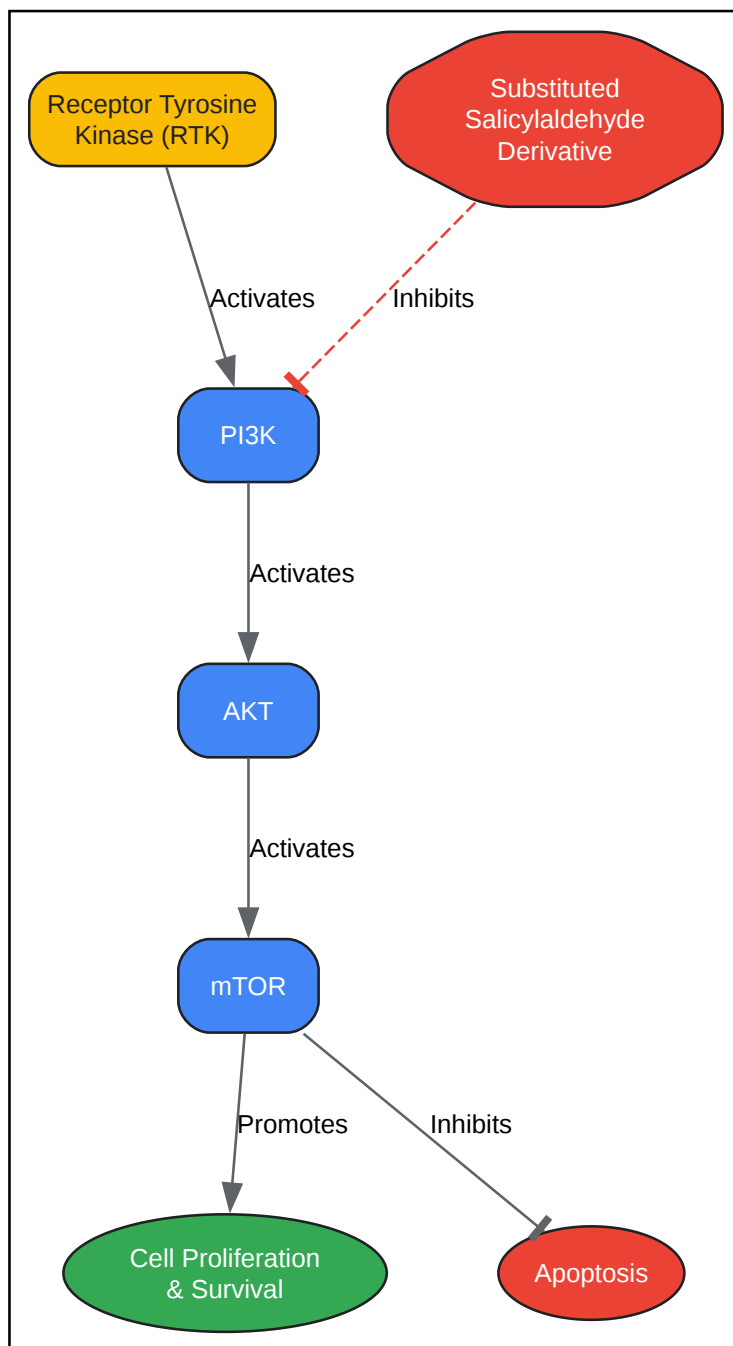 Receptor Tyrosine
Kinase (RTK)
Substituted
Salicylaldehyde
Derivative
Activates
Inhibits
PI3K
Activates
AKT
Activates
mTOR
Promotes
Inhibits
Cell Proliferation
& Survival
Apoptosis